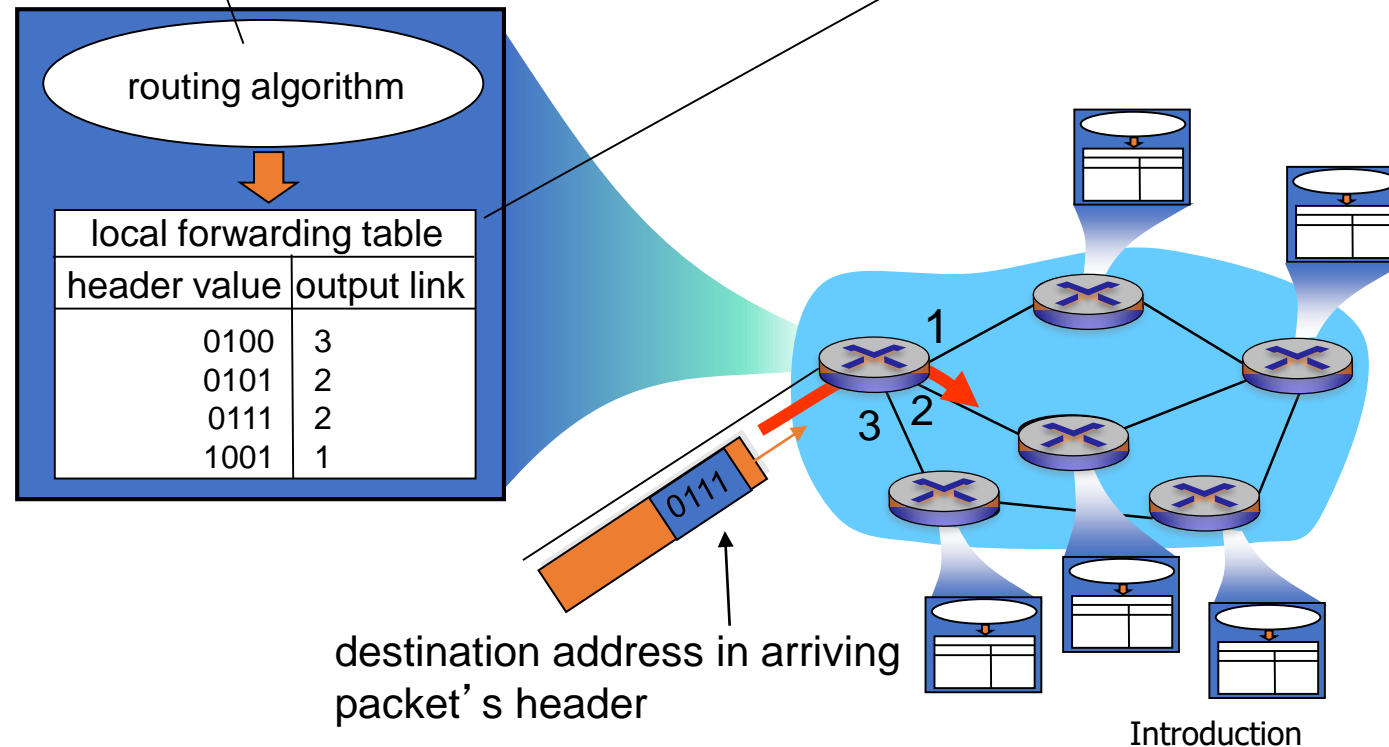 routing algorithm
local forwarding table
header value output link
0100 3
0101 2
0111 2
1001 1
1
2
3
0111
destination address in arriving
packet’s header
Introduction